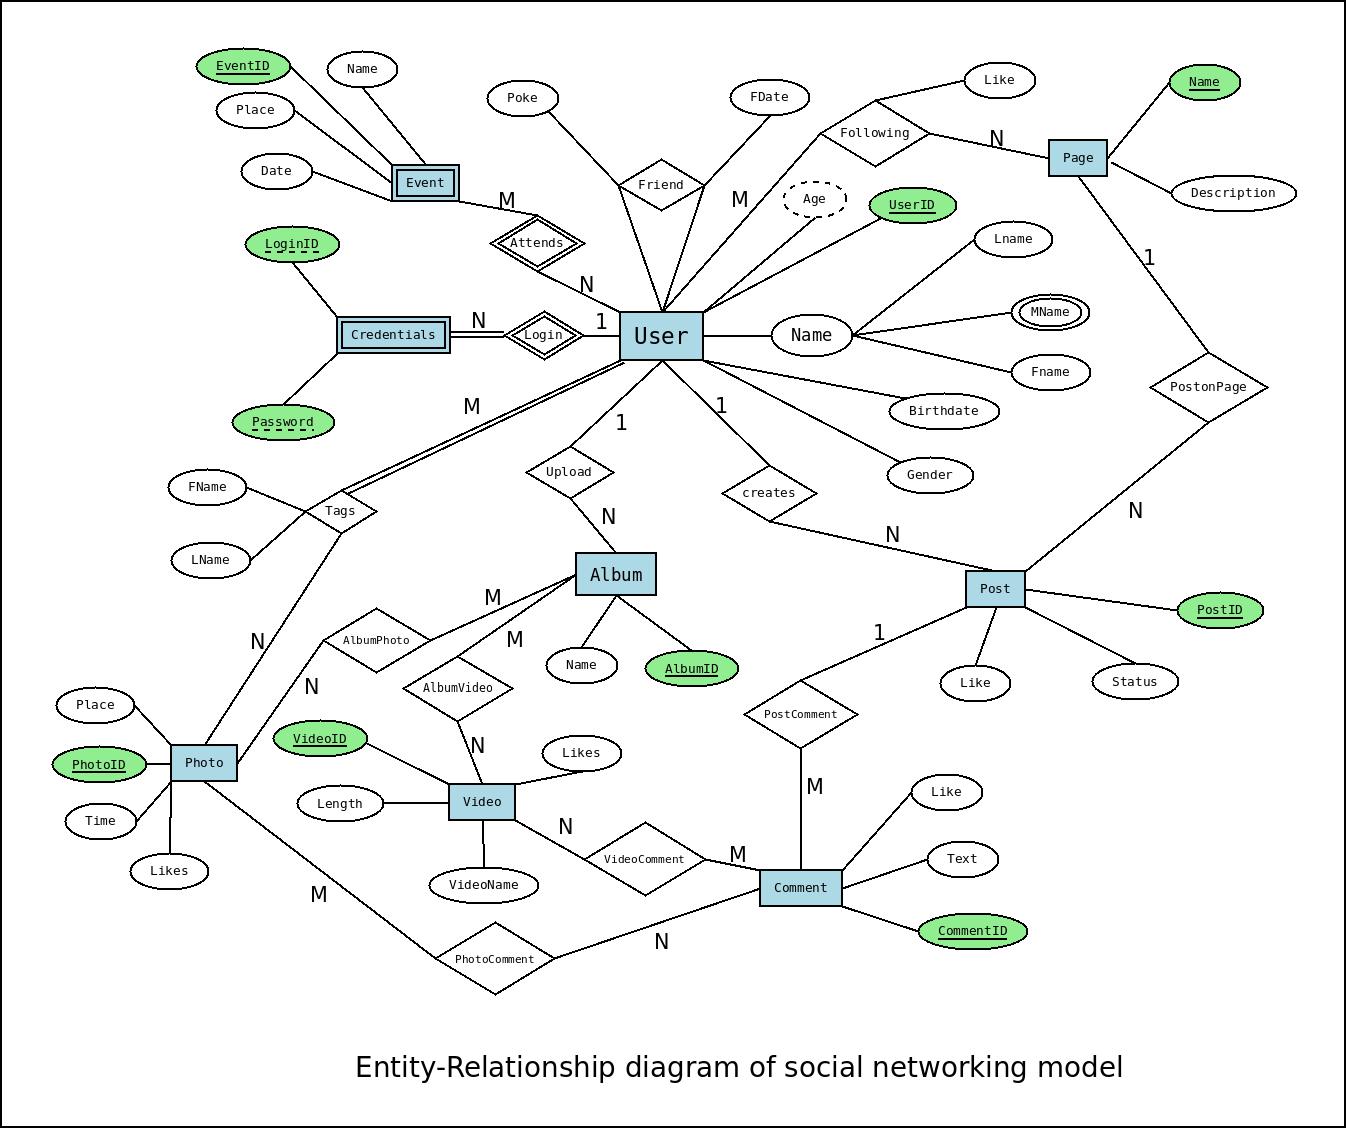 EventID
Name
Place
Date
Event
Poke
FDate
Friend
Like
Following
N
Page
Name
Description
M
Attends
N
M
Age
UserID
LoginID
Credentials
N
Login
1
User
Name
Lname
MName
Fname
Birthdate
Gender
1
PostonPage
N
Password
M
FName
LName
Tags
N
1
Upload
N
1
creates
N
Album
Name
AlbumID
M
AlbumPhoto
N
M
AlbumVideo
N
Post
PostID
Like
Status
1
PostComment
M
Place
PhotoID
Time
Likes
Photo
VideoID
Length
Video
Likes
VideoName
N
VideoComment
M
Comment
Like
Text
CommentID
M
PhotoComment
N
Entity-Relationship diagram of social networking model